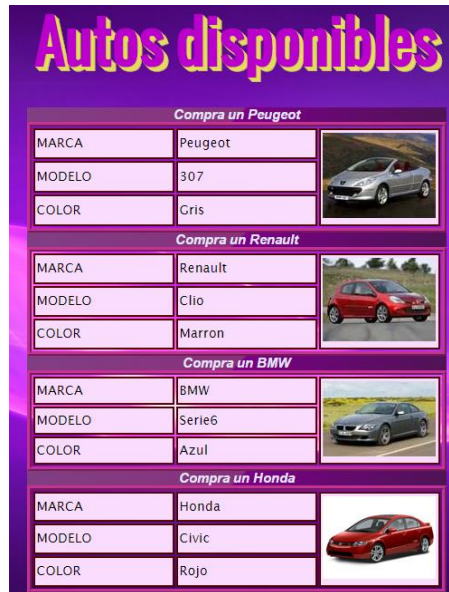 Autos disponibles
Compra un Peugeot
MARCA Peugeot
MODELO 307
COLOR Gris
Compra un Renault
MARCA Renault
MODELO Clio
COLOR Marron
Compra un BMW
MARCA BMW
MODELO Serie6
COLOR Azul
Compra un Honda
MARCA Honda
MODELO Civic
COLOR Rojo